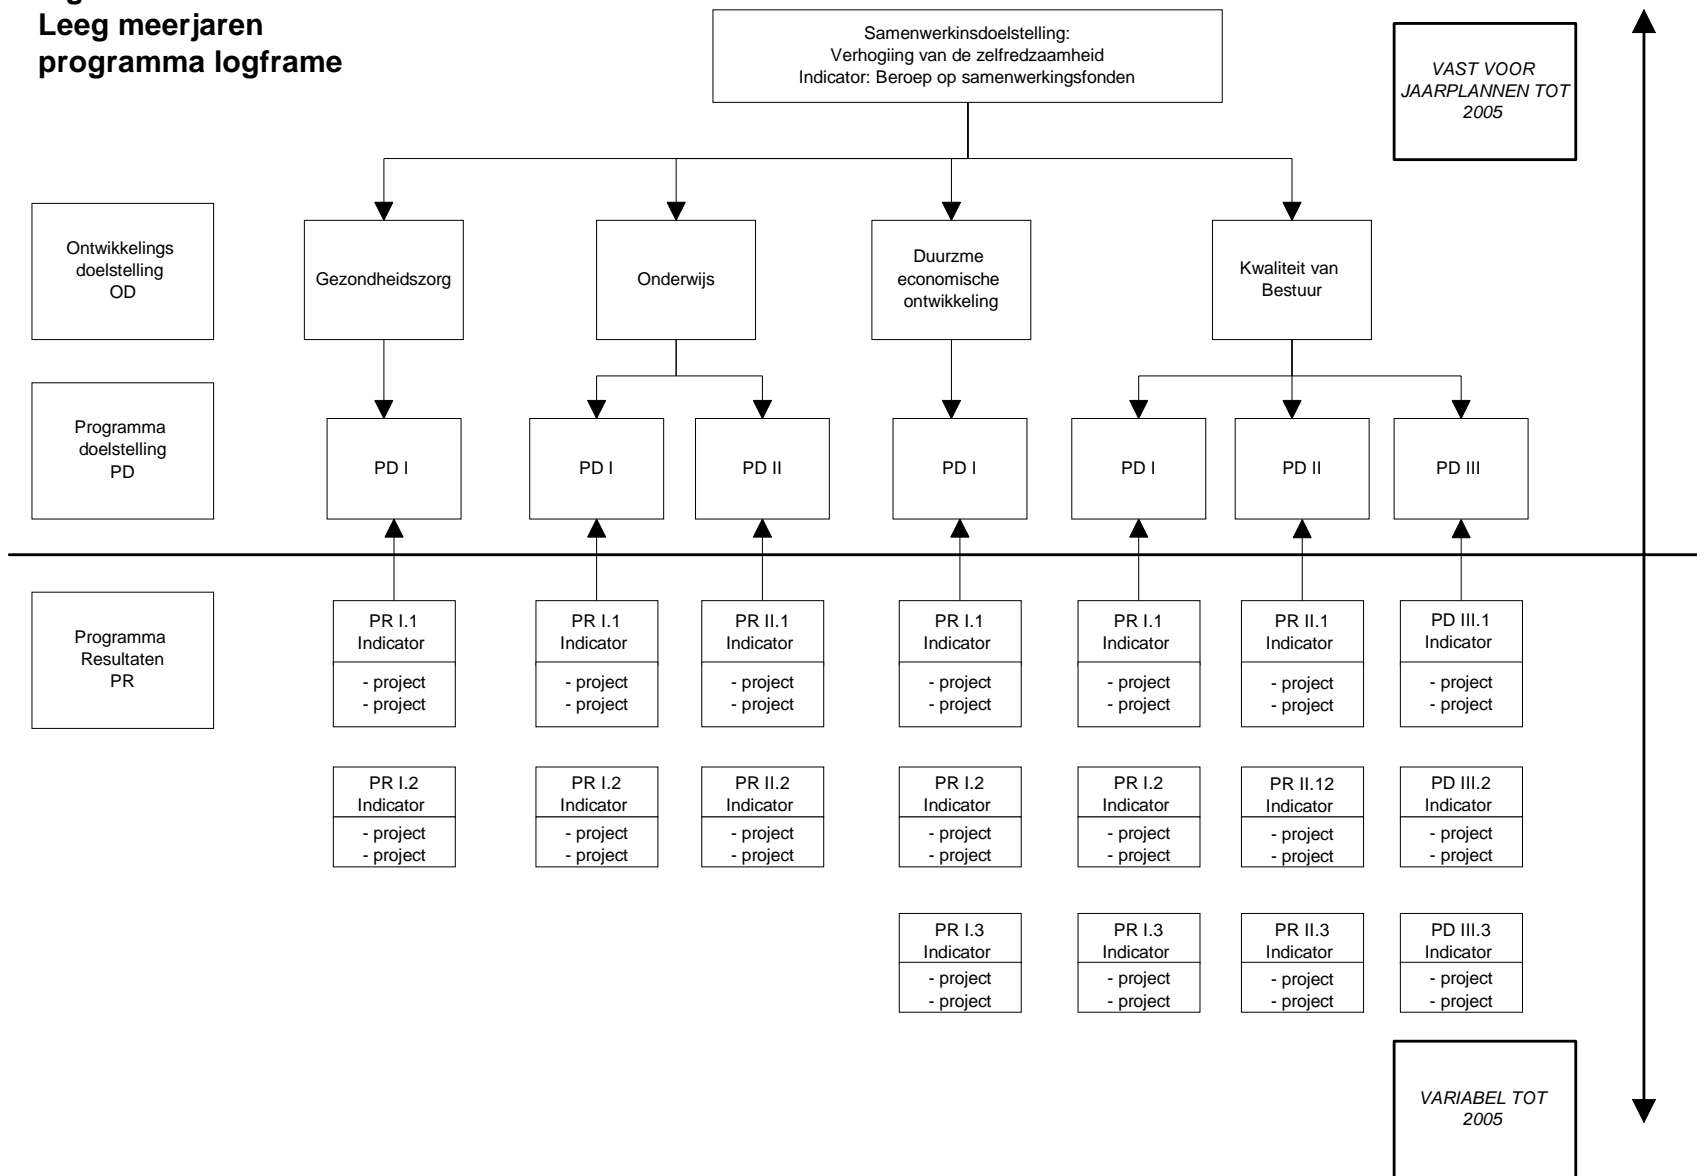 Leeg meerjaren
programma logframe
Samenwerkinsdoelstelling:
Verhogiing van de zelfredzaamheid
Indicator: Beroep op samenwerkingsfonden
VAST VOOR
JAARPLANNEN TOT
2005
Ontwikkelings
doelstelling
OD
Gezondheidszorg
Onderwijs
Duurzme
economische
ontwikkeling
Kwaliteit van
Bestuur
Programma
doelstelling
PD
PD I
PD I
PD II
PD I
PD I
PD II
PD III
Programma
Resultaten
PR
PR I.1
Indicator
- project
- project
PR I.1
Indicator
- project
- project
PR II.1
Indicator
- project
- project
PR I.1
Indicator
- project
- project
PR I.1
Indicator
- project
- project
PR II.1
Indicator
- project
- project
PD III.1
Indicator
- project
- project
PR I.2
Indicator
- project
- project
PR I.2
Indicator
- project
- project
PR II.2
Indicator
- project
- project
PR I.2
Indicator
- project
- project
PR I.2
Indicator
- project
- project
PR II.12
Indicator
- project
- project
PD III.2
Indicator
- project
- project
PR I.3
Indicator
- project
- project
PR I.3
Indicator
- project
- project
PR II.3
Indicator
- project
- project
PD III.3
Indicator
- project
- project
VARIABEL TOT
2005